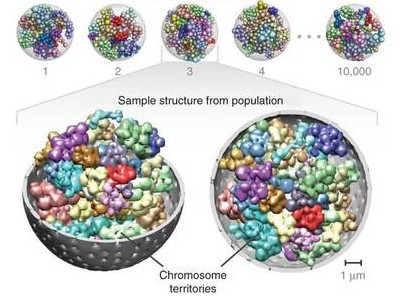 1 2 3 4 10,000
Sample structure from population
Chromosome
territories
1 μm